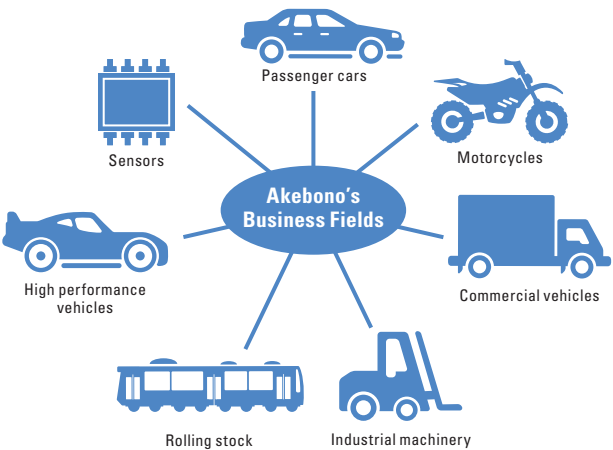 Passenger cars
Sensors
Motorcycles
Akebono's
Business Fields
High performance
vehicles
Commercial vehicles
Rolling stock
Industrial machinery